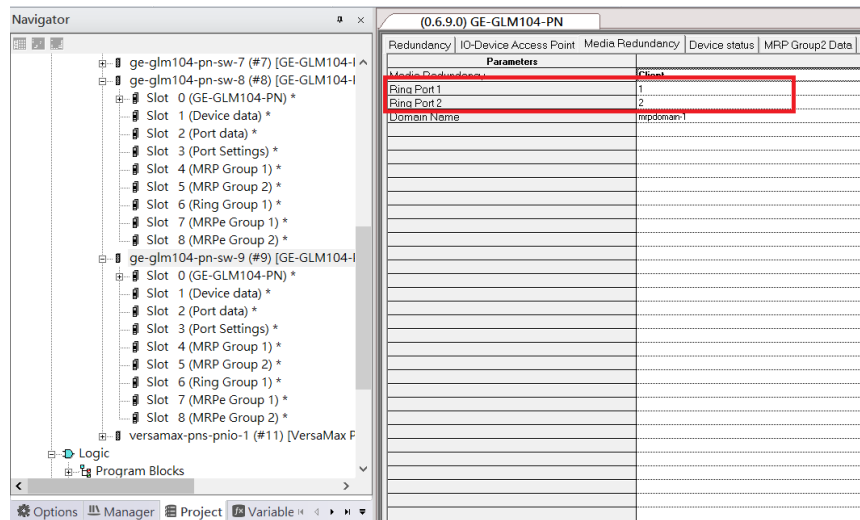 Navigator
ge-glm104-pn-sw-7 (#7) [GE-GLM104-I
ge-glm104-pn-sw-8 (#8) [GE-GLM104-I
Slot 0 (GE-GLM104-PN) *
Slot 1 (Device data) *
Slot 2 (Port data) *
Slot 3 (Port Settings) *
Slot 4 (MRP Group 1) *
Slot 5 (MRP Group 2) *
Slot 6 (Ring Group 1) *
Slot 7 (MRPe Group 1) *
Slot 8 (MRPe Group 2) *
ge-glm104-pn-sw-9 (#9) [GE-GLM104-I
Slot 0 (GE-GLM104-PN) *
Slot 1 (Device data) *
Slot 2 (Port data) *
Slot 3 (Port Settings) *
Slot 4 (MRP Group 1) *
Slot 5 (MRP Group 2) *
Slot 6 (Ring Group 1) *
Slot 7 (MRPe Group 1) *
Slot 8 (MRPe Group 2) *
versamax-pns-pnio-1 (#11) [VersaMax P
Logic
Program Blocks
Options Manager Project Variable
(0.6.9.0) GE-GLM104-PN
Redundancy IO-Device Access Point Media Redundancy Device status MRP Group2 Data
Parameters
Media Redundancy Client
Ring Port 1 1
Ring Port 2 2
Domain Name mrpdomain-1